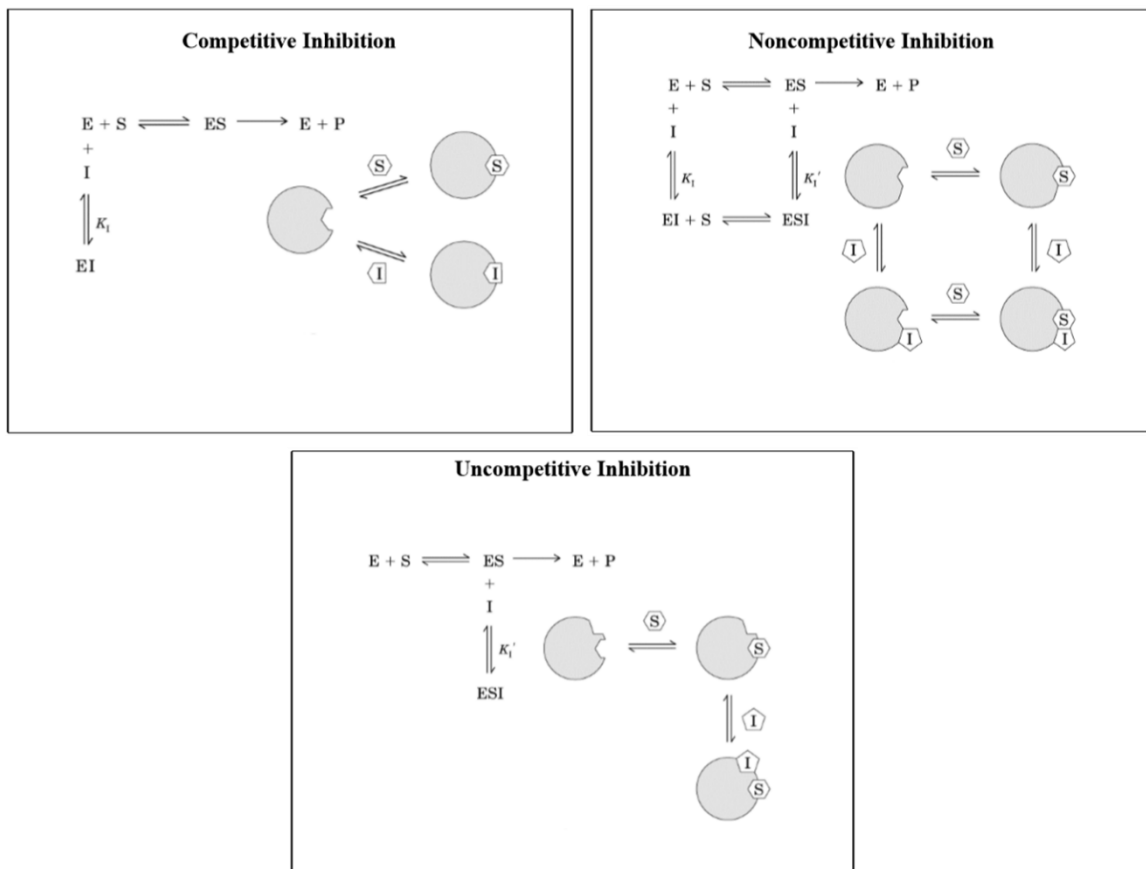 Competitive Inhibition
E + S ⇌ ES ⟶ E + P
+
I
K_I
EI
S
S
I
I
Noncompetitive Inhibition
E + S ⇌ ES ⟶ E + P
+ +
I I
K_I K_I'
EI + S ⇌ ESI
S
S
I I
S
I
S
I
Uncompetitive Inhibition
E + S ⇌ ES ⟶ E + P
+
I
K_I'
ESI
S
S
I
I
S